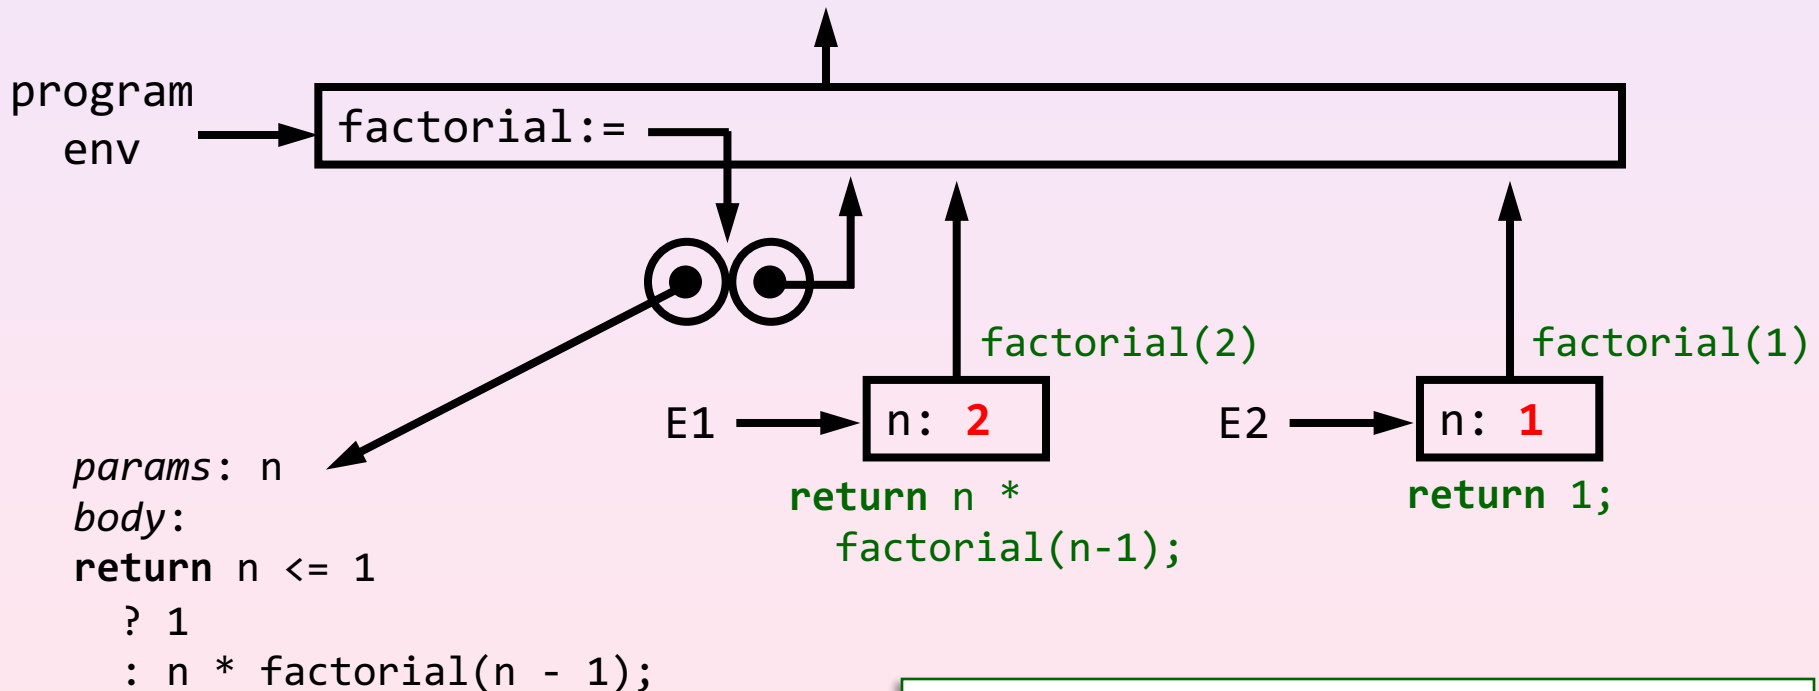 program
env
factorial:=
factorial(2)
factorial(1)
E1
n: 2
E2
n: 1
return n *
factorial(n-1);
return 1;
params: n
body:
return n <= 1
? 1
: n * factorial(n - 1);